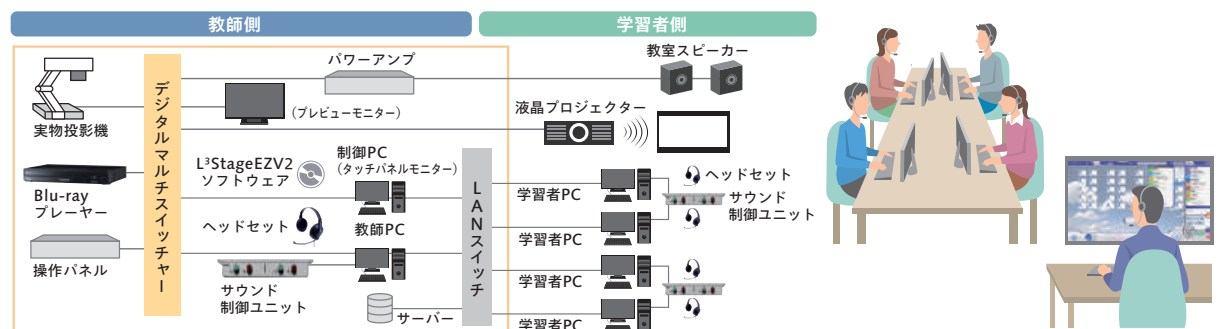 教師側
学習者側
パワーアンプ
教室スピーカー
実物投影機
(プレビューモニター)
液晶プロジェクター
デジタルマルチスイッチャー
L³StageEZV2
ソフトウェア
制御PC
(タッチパネルモニター)
LANスイッチ
Blu-ray
プレーヤー
学習者PC
ヘッドセット
サウンド
制御ユニット
ヘッドセット
教師PC
学習者PC
操作パネル
サウンド
制御ユニット
学習者PC
サーバー
学習者PC